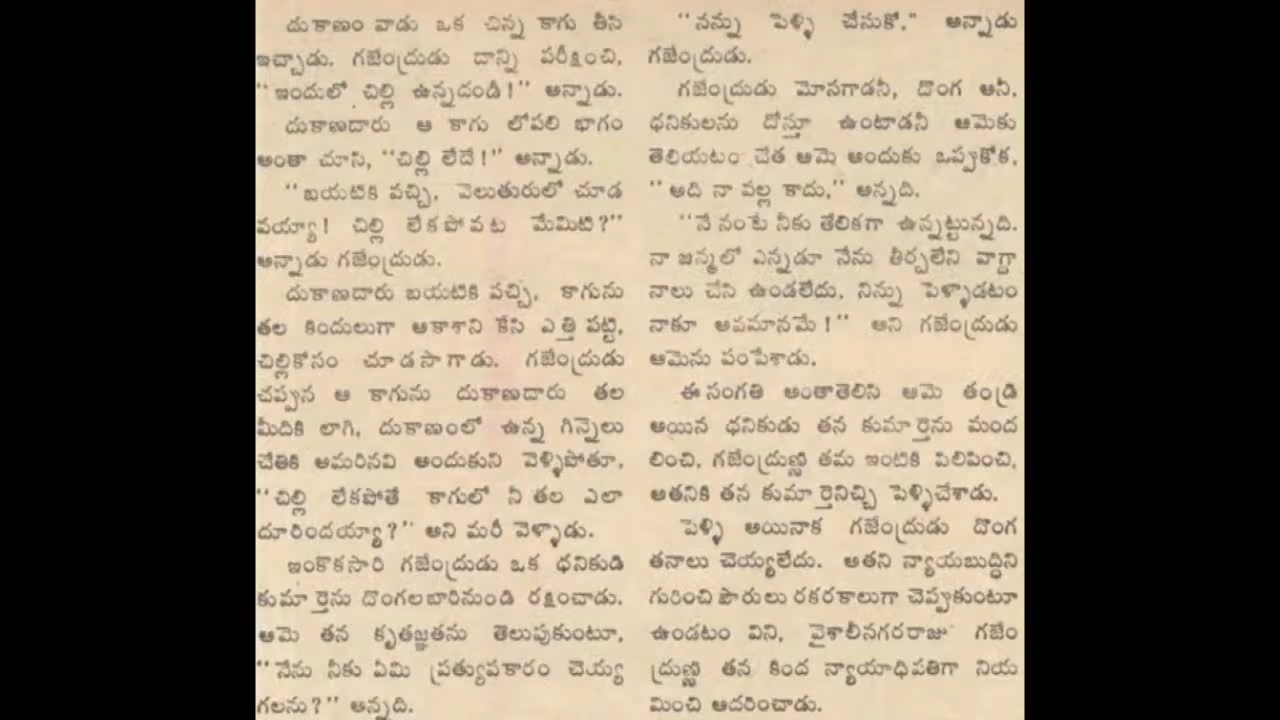 దుకాణం వాడు ఒక చిన్న కాగు తీసి
ఇచ్చాడు. గజేంద్రుడు దాన్ని పరీక్షించి,
"ఇందులో చిల్లి ఉన్నదండీ!" అన్నాడు.
దుకాణదారు ఆ కాగు లోపలి భాగం
అంతా చూసి, "చిల్లి లేదే!" అన్నాడు.
"బయటికి వచ్చి, వెలుతురులో చూడ
వయ్యా! చిల్లి లేకపోవట మేమిటి?"
అన్నాడు గజేంద్రుడు.
దుకాణదారు బయటికి వచ్చి, కాగును
తల కిందులుగా ఆకాశాని కేసి ఎత్తి పట్టి,
చిల్లికోసం చూడసాగాడు. గజేంద్రుడు
చప్పున ఆ కాగును దుకాణదారు తల
మీదికి లాగి, దుకాణంలో ఉన్న గిన్నెలు
చేతికి అమరినవి అందుకుని వెళ్ళిపోతూ,
"చిల్లి లేకపోతే కాగులో నీ తల ఎలా
దూరిందయ్యా?" అని మరీ వెళ్ళాడు.
ఇంకొకసారి గజేంద్రుడు ఒక ధనికుడి
కుమార్తెను దొంగలబారినుండి రక్షించాడు.
ఆమె తన కృతజ్ఞతను తెలుపుకుంటూ,
"నేను నీకు ఏమి ప్రత్యుపకారం చెయ్య
గలను?" అన్నది.
"నన్ను పెళ్ళి చేసుకో." అన్నాడు
గజేంద్రుడు.
గజేంద్రుడు మోసగాడనీ, దొంగ అనీ,
ధనికులను దోస్తూ ఉంటాడనీ ఆమెకు
తెలియటం చేత ఆమె అందుకు ఒప్పకోక,
"అది నా వల్ల కాదు," అన్నది.
"నేనంటే నీకు తేలికగా ఉన్నట్టున్నది.
నా జన్మలో ఎన్నడూ నేను తీర్చలేని వాగ్దా
నాలు చేసి ఉండలేదు. నిన్ను పెళ్ళాడటం
నాకూ అవమానమే!" అని గజేంద్రుడు
ఆమెను పంపేశాడు.
ఈ సంగతి అంతాతెలిసి ఆమె తండ్రి
అయిన ధనికుడు తన కుమార్తెను మంద
లించి, గజేంద్రుణ్ణి తమ ఇంటికి పిలిపించి,
అతనికి తన కుమార్తెనిచ్చి పెళ్ళిచేశాడు.
పెళ్ళి అయినాక గజేంద్రుడు దొంగ
తనాలు చెయ్యలేదు. అతని న్యాయబుద్ధిని
గురించి పౌరులు రకరకాలుగా చెప్పకుంటూ
ఉండటం విని, వైశాలీనగరరాజు గజేం
ద్రుణ్ణి తన కింద న్యాయాధిపతిగా నియ
మించి ఆదరించాడు.